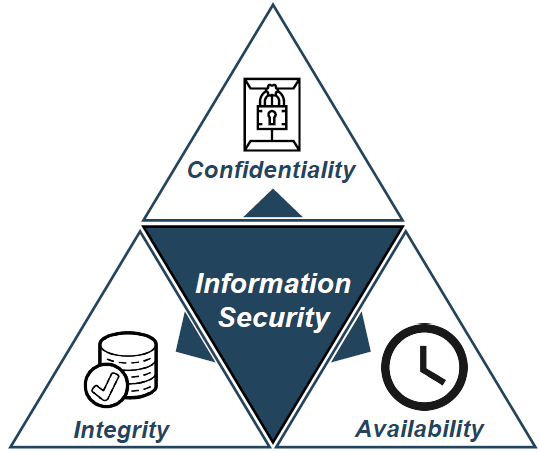 Confidentiality
Information
Security
Integrity
Availability